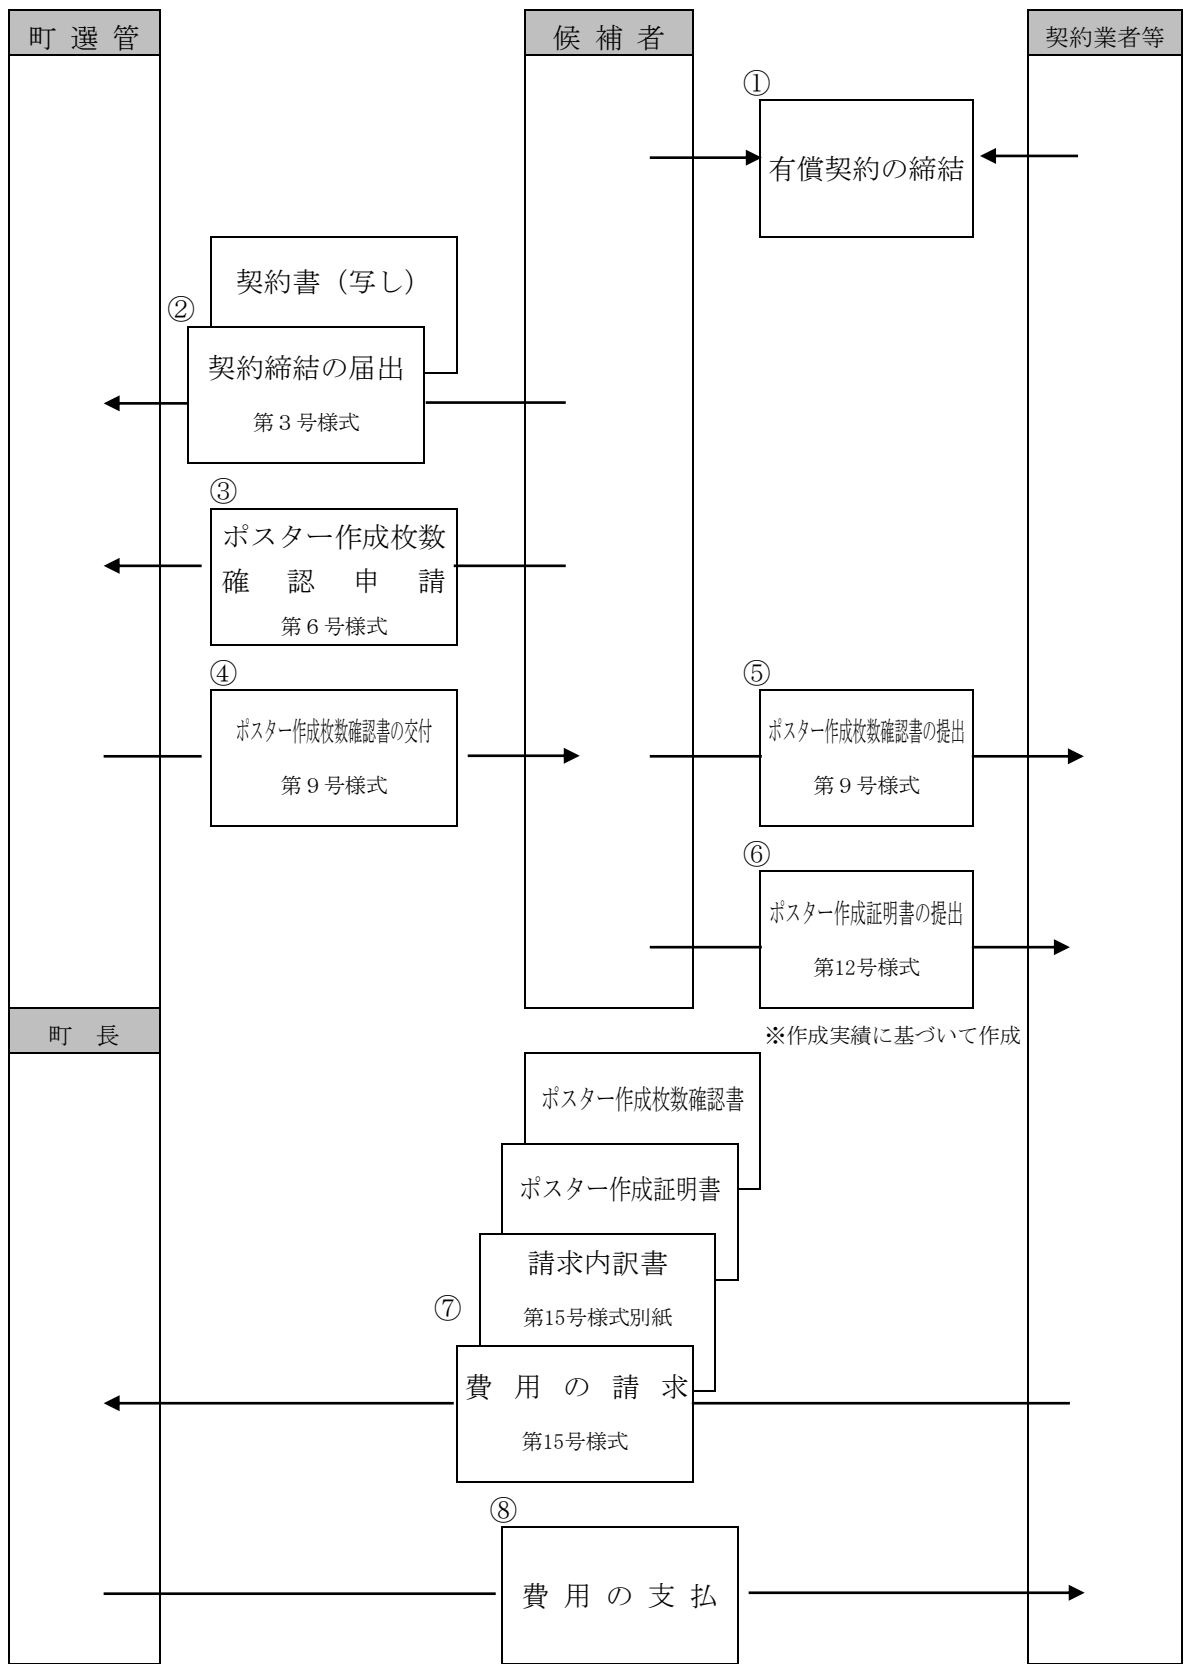 町 選 管
候 補 者
契約業者等
①
有償契約の締結
契約書（写し）
②
契約締結の届出
第３号様式
③
ポスター作成枚数
確 認 申 請
第６号様式
④
ポスター作成枚数確認書の交付
第９号様式
⑤
ポスター作成枚数確認書の提出
第９号様式
⑥
ポスター作成証明書の提出
第12号様式
※作成実績に基づいて作成
町 長
ポスター作成枚数確認書
ポスター作成証明書
請求内訳書
第15号様式別紙
⑦
費 用 の 請 求
第15号様式
⑧
費 用 の 支 払